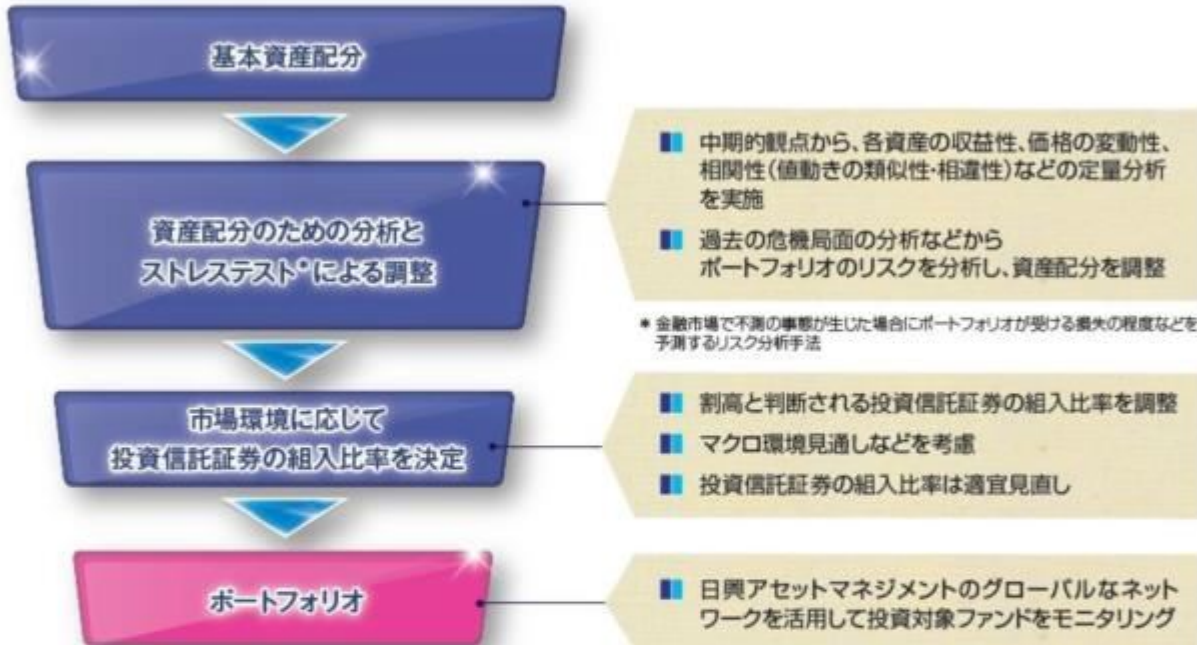 基本資産配分
資産配分のための分析と
ストレステスト*による調整
■ 中期的観点から、各資産の収益性、価格の変動性、
相関性(値動きの類似性・相違性)などの定量分析
を実施
■ 過去の危機局面の分析などから
ポートフォリオのリスクを分析し、資産配分を調整
* 金融市場で不測の事態が生じた場合にポートフォリオが受ける損失の程度などを
予測するリスク分析手法
市場環境に応じて
投資信託証券の組入比率を決定
■ 割高と判断される投資信託証券の組入比率を調整
■ マクロ環境見通しなどを考慮
■ 投資信託証券の組入比率は適宜見直し
ポートフォリオ
■ 日興アセットマネジメントのグローバルなネット
ワークを活用して投資対象ファンドをモニタリング